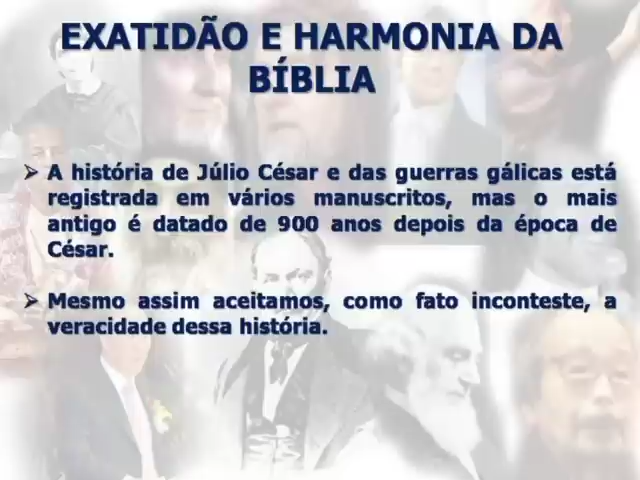 EXATIDÃO E HARMONIA DA
BÍBLIA
➢ A história de Júlio César e das guerras gálicas está
registrada em vários manuscritos, mas o mais
antigo é datado de 900 anos depois da época de
César.
➢ Mesmo assim aceitamos, como fato inconteste, a
veracidade dessa história.